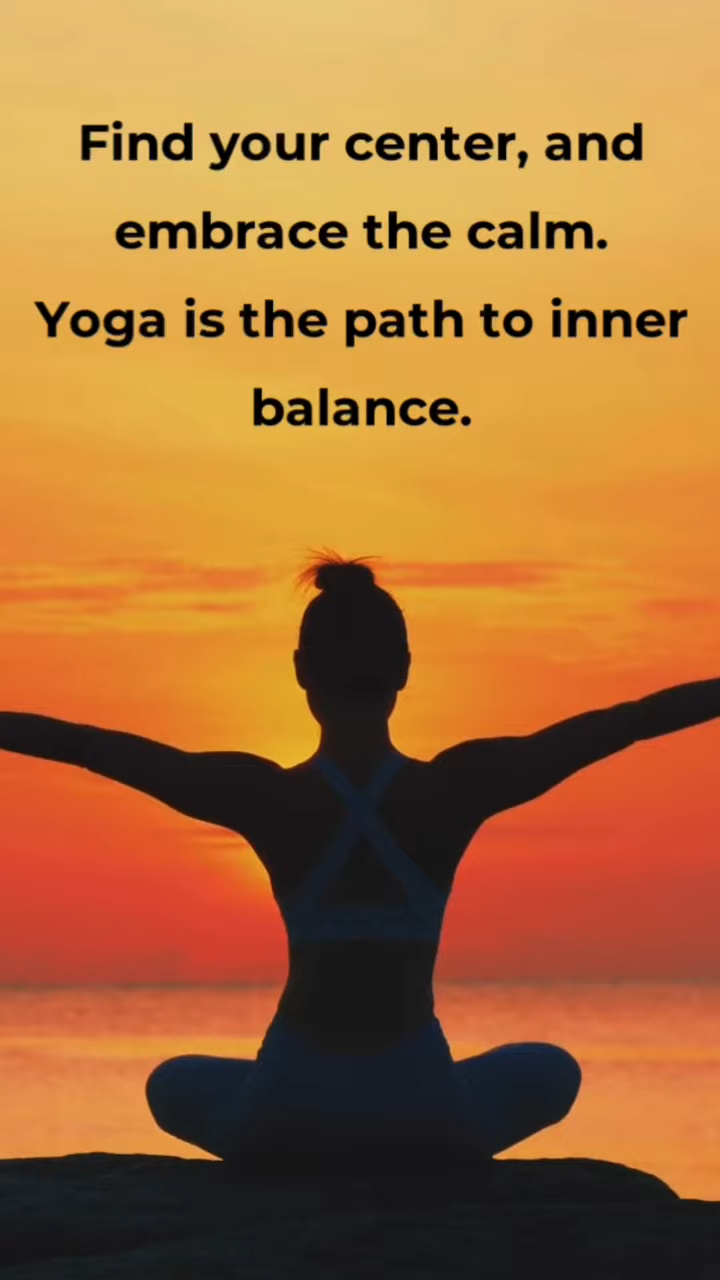 Find your center, and
embrace the calm.
Yoga is the path to inner
balance.